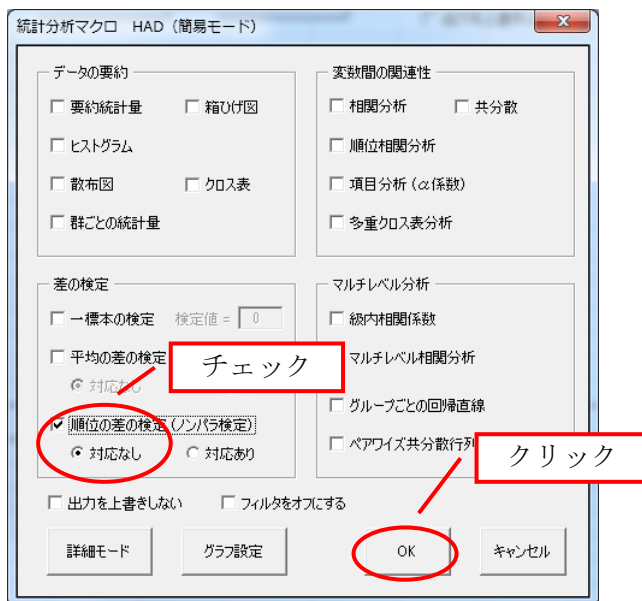 統計分析マクロ HAD（簡易モード）
データの要約
要約統計量
箱ひげ図
ヒストグラム
散布図
クロス表
群ごとの統計量
変数間の関連性
相関分析
共分散
順位相関分析
項目分析(α係数)
多重クロス表分析
差の検定
一標本の検定
検定値 = 0
平均の差の検定
対応なし
順位の差の検定(ノンパラ検定)
対応なし
対応あり
チェック
マルチレベル分析
級内相関係数
マルチレベル相関分析
グループごとの回帰直線
ペアワイズ共分散行列
クリック
出力を上書きしない
フィルタをオフにする
詳細モード
グラフ設定
OK
キャンセル